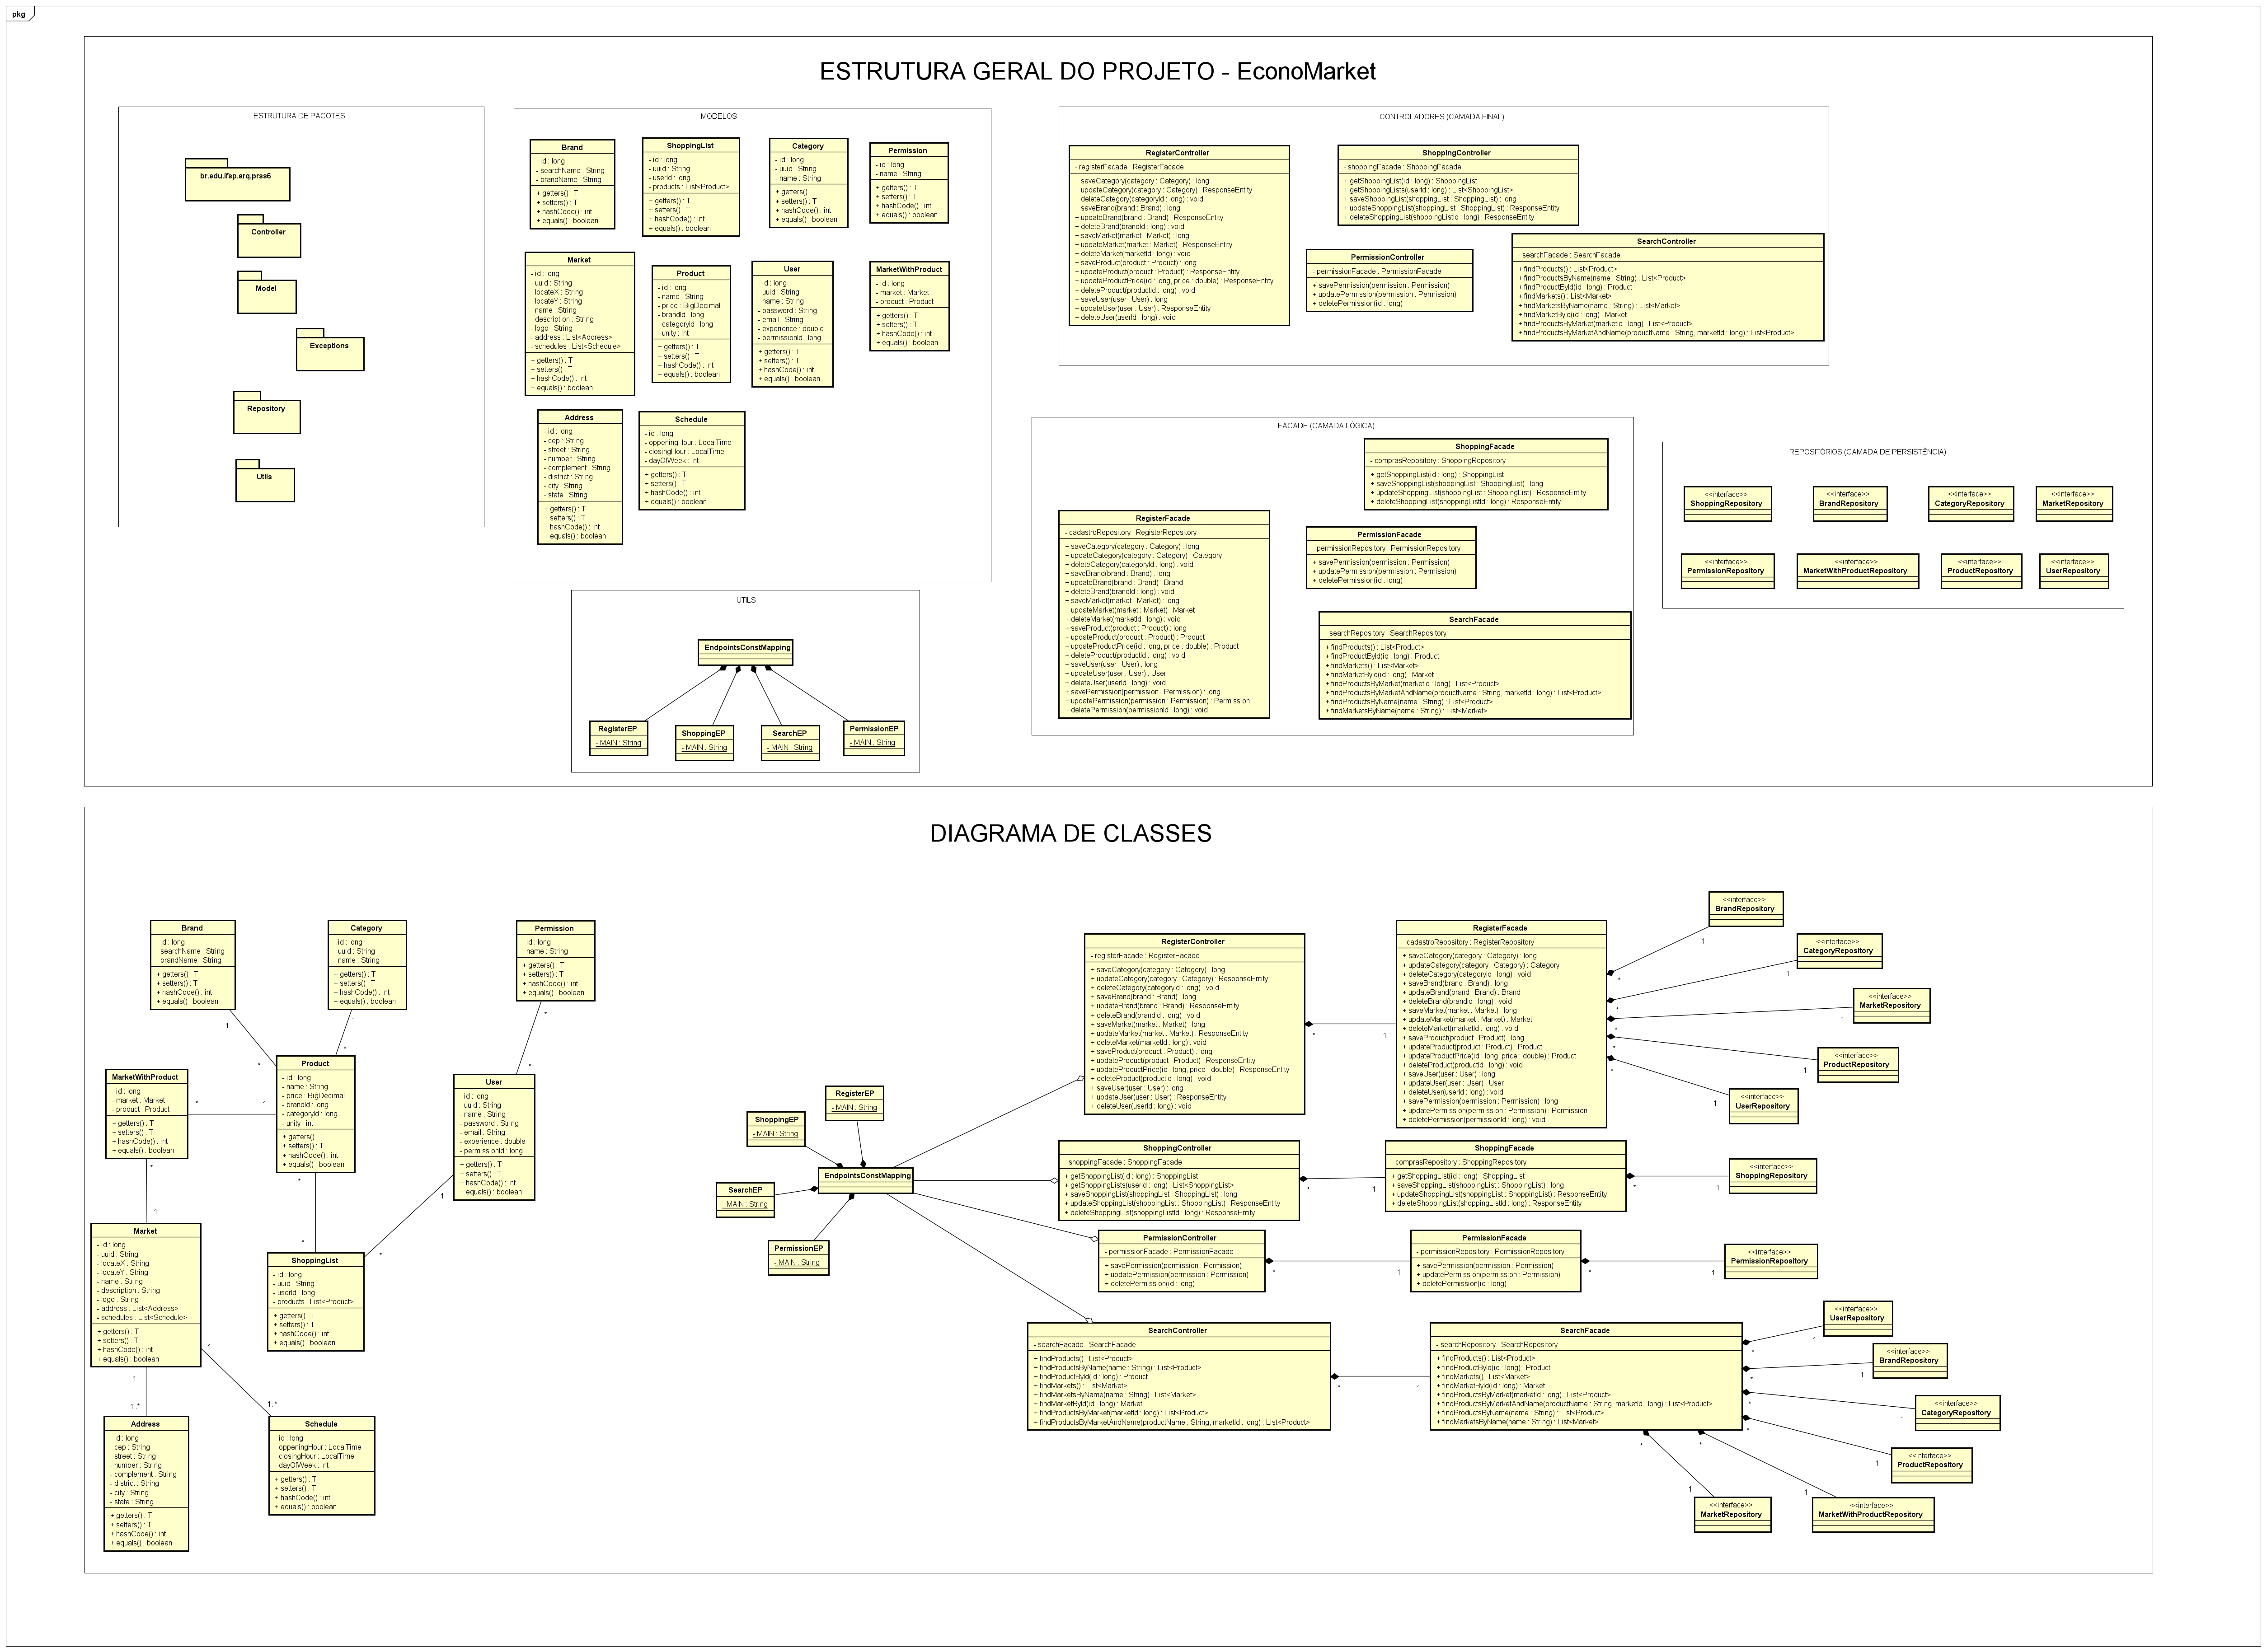 pkg
ESTRUTURA GERAL DO PROJETO - EconoMarket
ESTRUTURA DE PACOTES
br.edu.ifsp.arq.prss6
Controller
Model
Exceptions
Repository
Utils
MODELOS
Brand
- id : long
- searchName : String
- brandName : String
+ getters() : T
+ setters() : T
+ hashCode() : int
+ equals() : boolean
ShoppingList
- id : long
- uuid : String
- userId : long
- products : List<Product>
+ getters() : T
+ setters() : T
+ hashCode() : int
+ equals() : boolean
Category
- id : long
- uuid : String
- name : String
+ getters() : T
+ setters() : T
+ hashCode() : int
+ equals() : boolean
Permission
- id : long
- name : String
+ getters() : T
+ setters() : T
+ hashCode() : int
+ equals() : boolean
Market
- id : long
- uuid : String
- locateX : String
- locateY : String
- name : String
- description : String
- logo : String
- address : List<Address>
- schedules : List<Schedule>
+ getters() : T
+ setters() : T
+ hashCode() : int
+ equals() : boolean
Product
- id : long
- name : String
- price : BigDecimal
- brandId : long
- categoryId : long
- unity : int
+ getters() : T
+ setters() : T
+ hashCode() : int
+ equals() : boolean
User
- id : long
- uuid : String
- name : String
- password : String
- email : String
- experience : double
- permissionId : long
+ getters() : T
+ setters() : T
+ hashCode() : int
+ equals() : boolean
MarketWithProduct
- id : long
- market : Market
- product : Product
+ getters() : T
+ setters() : T
+ hashCode() : int
+ equals() : boolean
Address
- id : long
- cep : String
- street : String
- number : String
- complement : String
- district : String
- city : String
- state : String
+ getters() : T
+ setters() : T
+ hashCode() : int
+ equals() : boolean
Schedule
- id : long
- oppeningHour : LocalTime
- closingHour : LocalTime
- dayOfWeek : int
+ getters() : T
+ setters() : T
+ hashCode() : int
+ equals() : boolean
UTILS
EndpointsConstMapping
RegisterEP
- MAIN : String
ShoppingEP
- MAIN : String
SearchEP
- MAIN : String
PermissionEP
- MAIN : String
CONTROLADORES (CAMADA FINAL)
RegisterController
- registerFacade : RegisterFacade
+ saveCategory(category : Category) : long
+ updateCategory(category : Category) : ResponseEntity
+ deleteCategory(categoryId : long) : void
+ saveBrand(brand : Brand) : long
+ updateBrand(brand : Brand) : ResponseEntity
+ deleteBrand(brandId : long) : void
+ saveMarket(market : Market) : long
+ updateMarket(market : Market) : ResponseEntity
+ deleteMarket(marketId : long) : void
+ saveProduct(product : Product) : long
+ updateProduct(product : Product) : ResponseEntity
+ updateProductPrice(id : long, price : double) : ResponseEntity
+ deleteProduct(productId : long) : void
+ saveUser(user : User) : long
+ updateUser(user : User) : ResponseEntity
+ deleteUser(userId : long) : void
ShoppingController
- shoppingFacade : ShoppingFacade
+ getShoppingList(id : long) : ShoppingList
+ getShoppingLists(userId : long) : List<ShoppingList>
+ saveShoppingList(shoppingList : ShoppingList) : long
+ updateShoppingList(shoppingList : ShoppingList) : ResponseEntity
+ deleteShoppingList(shoppingListId : long) : ResponseEntity
PermissionController
- permissionFacade : PermissionFacade
+ savePermission(permission : Permission)
+ updatePermission(permission : Permission)
+ deletePermission(id : long)
SearchController
- searchFacade : SearchFacade
+ findProducts() : List<Product>
+ findProductsByName(name : String) : List<Product>
+ findProductById(id : long) : Product
+ findMarkets() : List<Market>
+ findMarketsByName(name : String) : List<Market>
+ findMarketById(id : long) : Market
+ findProductsByMarket(marketId : long) : List<Product>
+ findProductsByMarketAndName(productName : String, marketId : long) : List<Product>
FACADE (CAMADA LÓGICA)
ShoppingFacade
- comprasRepository : ShoppingRepository
+ getShoppingList(id : long) : ShoppingList
+ saveShoppingList(shoppingList : ShoppingList) : long
+ updateShoppingList(shoppingList : ShoppingList) : ResponseEntity
+ deleteShoppingList(shoppingListId : long) : ResponseEntity
RegisterFacade
- cadastroRepository : RegisterRepository
+ saveCategory(category : Category) : long
+ updateCategory(category : Category) : Category
+ deleteCategory(categoryId : long) : void
+ saveBrand(brand : Brand) : long
+ updateBrand(brand : Brand) : Brand
+ deleteBrand(brandId : long) : void
+ saveMarket(market : Market) : long
+ updateMarket(market : Market) : Market
+ deleteMarket(marketId : long) : void
+ saveProduct(product : Product) : long
+ updateProduct(product : Product) : Product
+ updateProductPrice(id : long, price : double) : Product
+ deleteProduct(productId : long) : void
+ saveUser(user : User) : long
+ updateUser(user : User) : User
+ deleteUser(userId : long) : void
+ savePermission(permission : Permission) : long
+ updatePermission(permission : Permission) : Permission
+ deletePermission(permissionId : long) : void
PermissionFacade
- permissionRepository : PermissionRepository
+ savePermission(permission : Permission)
+ updatePermission(permission : Permission)
+ deletePermission(id : long)
SearchFacade
- searchRepository : SearchRepository
+ findProducts() : List<Product>
+ findProductById(id : long) : Product
+ findMarkets() : List<Market>
+ findMarketById(id : long) : Market
+ findProductsByMarket(marketId : long) : List<Product>
+ findProductsByMarketAndName(productName : String, marketId : long) : List<Product>
+ findProductsByName(name : String) : List<Product>
+ findMarketsByName(name : String) : List<Market>
REPOSITÓRIOS (CAMADA DE PERSISTÊNCIA)
<<interface>>
ShoppingRepository
<<interface>>
BrandRepository
<<interface>>
CategoryRepository
<<interface>>
MarketRepository
<<interface>>
PermissionRepository
<<interface>>
MarketWithProductRepository
<<interface>>
ProductRepository
<<interface>>
UserRepository
DIAGRAMA DE CLASSES
Brand
- id : long
- searchName : String
- brandName : String
+ getters() : T
+ setters() : T
+ hashCode() : int
+ equals() : boolean
1
*
Category
- id : long
- uuid : String
- name : String
+ getters() : T
+ setters() : T
+ hashCode() : int
+ equals() : boolean
1
*
Permission
- id : long
- name : String
+ getters() : T
+ setters() : T
+ hashCode() : int
+ equals() : boolean
*
*
MarketWithProduct
- id : long
- market : Market
- product : Product
+ getters() : T
+ setters() : T
+ hashCode() : int
+ equals() : boolean
*
1
*
1
Product
- id : long
- name : String
- price : BigDecimal
- brandId : long
- categoryId : long
- unity : int
+ getters() : T
+ setters() : T
+ hashCode() : int
+ equals() : boolean
*
*
User
- id : long
- uuid : String
- name : String
- password : String
- email : String
- experience : double
- permissionId : long
+ getters() : T
+ setters() : T
+ hashCode() : int
+ equals() : boolean
1
*
Market
- id : long
- uuid : String
- locateX : String
- locateY : String
- name : String
- description : String
- logo : String
- address : List<Address>
- schedules : List<Schedule>
+ getters() : T
+ setters() : T
+ hashCode() : int
+ equals() : boolean
1
1..*
1
1..*
ShoppingList
- id : long
- uuid : String
- userId : long
- products : List<Product>
+ getters() : T
+ setters() : T
+ hashCode() : int
+ equals() : boolean
Address
- id : long
- cep : String
- street : String
- number : String
- complement : String
- district : String
- city : String
- state : String
+ getters() : T
+ setters() : T
+ hashCode() : int
+ equals() : boolean
Schedule
- id : long
- oppeningHour : LocalTime
- closingHour : LocalTime
- dayOfWeek : int
+ getters() : T
+ setters() : T
+ hashCode() : int
+ equals() : boolean
RegisterEP
- MAIN : String
ShoppingEP
- MAIN : String
EndpointsConstMapping
SearchEP
- MAIN : String
PermissionEP
- MAIN : String
RegisterController
- registerFacade : RegisterFacade
+ saveCategory(category : Category) : long
+ updateCategory(category : Category) : ResponseEntity
+ deleteCategory(categoryId : long) : void
+ saveBrand(brand : Brand) : long
+ updateBrand(brand : Brand) : ResponseEntity
+ deleteBrand(brandId : long) : void
+ saveMarket(market : Market) : long
+ updateMarket(market : Market) : ResponseEntity
+ deleteMarket(marketId : long) : void
+ saveProduct(product : Product) : long
+ updateProduct(product : Product) : ResponseEntity
+ updateProductPrice(id : long, price : double) : ResponseEntity
+ deleteProduct(productId : long) : void
+ saveUser(user : User) : long
+ updateUser(user : User) : ResponseEntity
+ deleteUser(userId : long) : void
*
1
RegisterFacade
- cadastroRepository : RegisterRepository
+ saveCategory(category : Category) : long
+ updateCategory(category : Category) : Category
+ deleteCategory(categoryId : long) : void
+ saveBrand(brand : Brand) : long
+ updateBrand(brand : Brand) : Brand
+ deleteBrand(brandId : long) : void
+ saveMarket(market : Market) : long
+ updateMarket(market : Market) : Market
+ deleteMarket(marketId : long) : void
+ saveProduct(product : Product) : long
+ updateProduct(product : Product) : Product
+ updateProductPrice(id : long, price : double) : Product
+ deleteProduct(productId : long) : void
+ saveUser(user : User) : long
+ updateUser(user : User) : User
+ deleteUser(userId : long) : void
+ savePermission(permission : Permission) : long
+ updatePermission(permission : Permission) : Permission
+ deletePermission(permissionId : long) : void
*
1
<<interface>>
BrandRepository
*
1
<<interface>>
CategoryRepository
*
1
<<interface>>
MarketRepository
*
1
<<interface>>
ProductRepository
*
1
<<interface>>
UserRepository
ShoppingController
- shoppingFacade : ShoppingFacade
+ getShoppingList(id : long) : ShoppingList
+ getShoppingLists(userId : long) : List<ShoppingList>
+ saveShoppingList(shoppingList : ShoppingList) : long
+ updateShoppingList(shoppingList : ShoppingList) : ResponseEntity
+ deleteShoppingList(shoppingListId : long) : ResponseEntity
*
1
ShoppingFacade
- comprasRepository : ShoppingRepository
+ getShoppingList(id : long) : ShoppingList
+ saveShoppingList(shoppingList : ShoppingList) : long
+ updateShoppingList(shoppingList : ShoppingList) : ResponseEntity
+ deleteShoppingList(shoppingListId : long) : ResponseEntity
*
1
<<interface>>
ShoppingRepository
PermissionController
- permissionFacade : PermissionFacade
+ savePermission(permission : Permission)
+ updatePermission(permission : Permission)
+ deletePermission(id : long)
*
1
PermissionFacade
- permissionRepository : PermissionRepository
+ savePermission(permission : Permission)
+ updatePermission(permission : Permission)
+ deletePermission(id : long)
*
1
<<interface>>
PermissionRepository
SearchController
- searchFacade : SearchFacade
+ findProducts() : List<Product>
+ findProductsByName(name : String) : List<Product>
+ findProductById(id : long) : Product
+ findMarkets() : List<Market>
+ findMarketsByName(name : String) : List<Market>
+ findMarketById(id : long) : Market
+ findProductsByMarket(marketId : long) : List<Product>
+ findProductsByMarketAndName(productName : String, marketId : long) : List<Product>
*
1
SearchFacade
- searchRepository : SearchRepository
+ findProducts() : List<Product>
+ findProductById(id : long) : Product
+ findMarkets() : List<Market>
+ findMarketById(id : long) : Market
+ findProductsByMarket(marketId : long) : List<Product>
+ findProductsByMarketAndName(productName : String, marketId : long) : List<Product>
+ findProductsByName(name : String) : List<Product>
+ findMarketsByName(name : String) : List<Market>
*
1
<<interface>>
UserRepository
*
1
<<interface>>
BrandRepository
*
1
<<interface>>
CategoryRepository
*
1
<<interface>>
ProductRepository
*
1
<<interface>>
MarketRepository
*
1
<<interface>>
MarketWithProductRepository